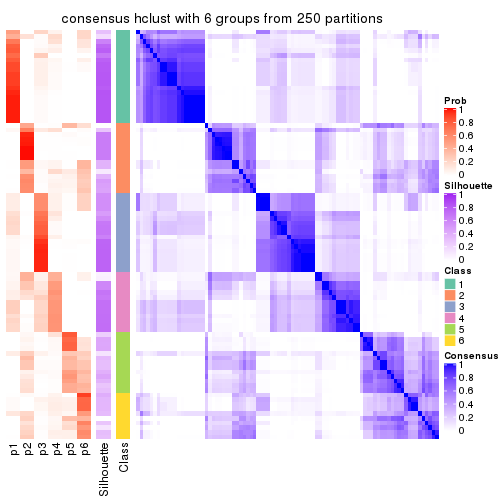 consensus hclust with 6 groups from 250 partitions
Prob
1
0.8
0.6
0.4
0.2
0
Silhouette
1
0.8
0.6
0.4
0.2
0
Class
1
2
3
4
5
6
Consensus
1
0.8
0.6
0.4
0.2
0
p1
p2
p3
p4
p5
p6
Silhouette
Class